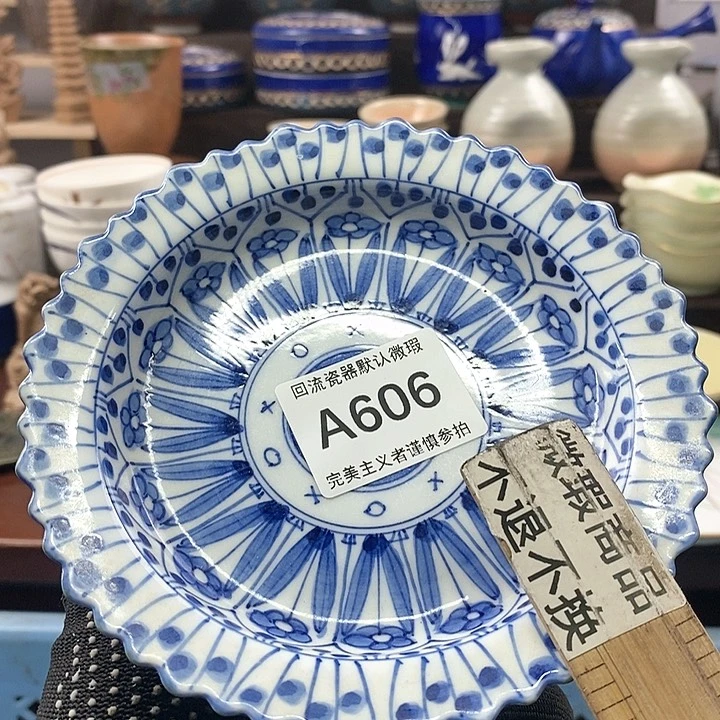 回流瓷器默认微瑕
A606
完美主义者谨慎参拍
微瑕商品
不退不换